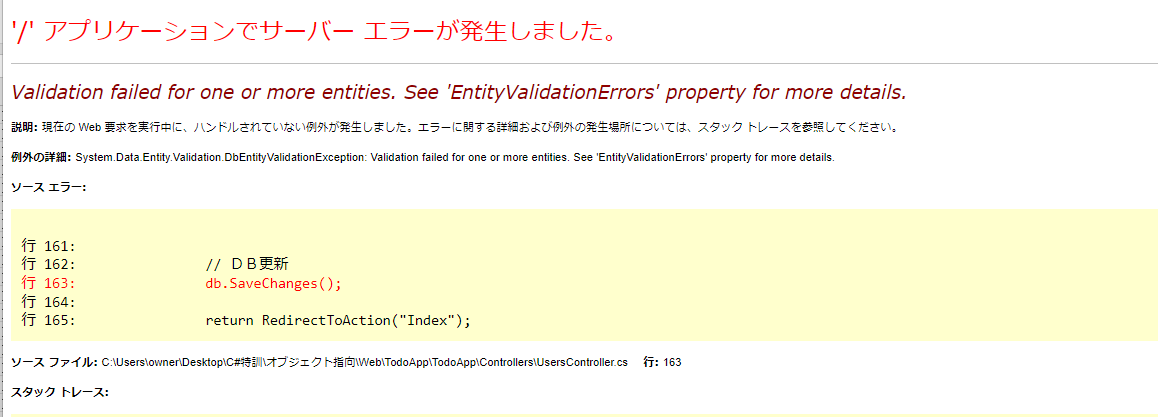 '/' アプリケーションでサーバー エラーが発生しました。
Validation failed for one or more entities. See 'EntityValidationErrors' property for more details.
説明: 現在の Web 要求を実行中に、ハンドルされていない例外が発生しました。エラーに関する詳細および例外の発生場所については、スタック トレースを参照してください。
例外の詳細: System.Data.Entity.Validation.DbEntityValidationException: Validation failed for one or more entities. See 'EntityValidationErrors' property for more details.
ソース エラー:
行 161:
行 162: // ＤＢ更新
行 163: db.SaveChanges();
行 164:
行 165: return RedirectToAction("Index");
ソース ファイル: C:\Users\owner\Desktop\C#特訓\オブジェクト指向\Web\TodoApp\TodoApp\Controllers\UsersController.cs 行: 163
スタック トレース: